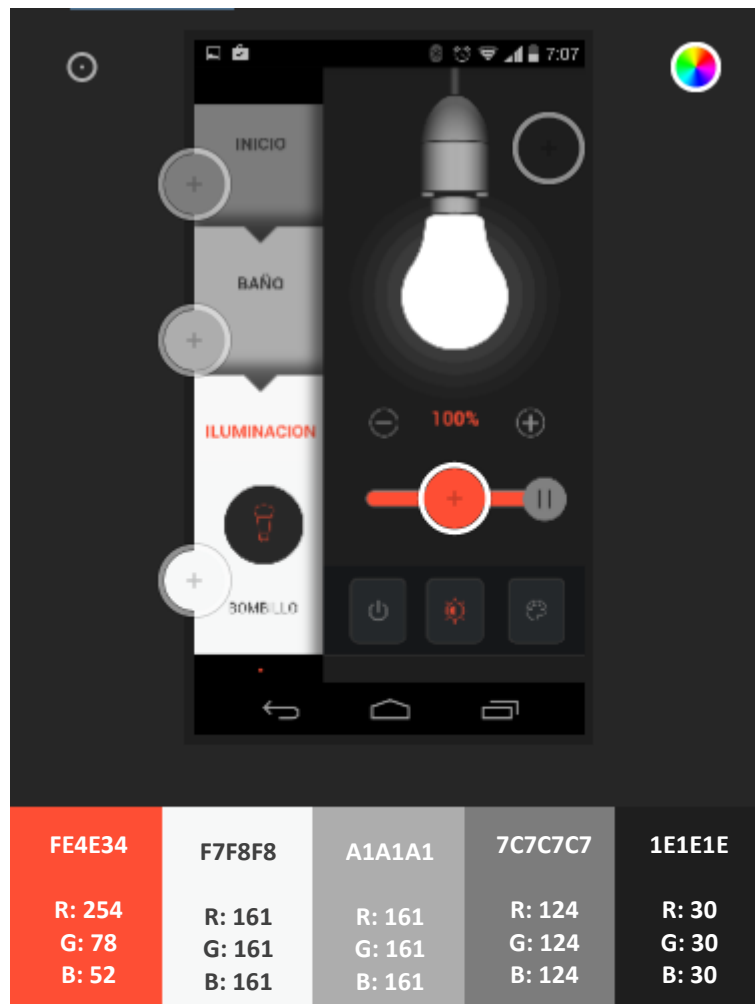 7:07
INICIO
BAÑO
ILUMINACION
BOMBILLO
100%
FE4E34
R: 254
G: 78
B: 52
F7F8F8
R: 161
G: 161
B: 161
A1A1A1
R: 161
G: 161
B: 161
7C7C7C7
R: 124
G: 124
B: 124
1E1E1E
R: 30
G: 30
B: 30